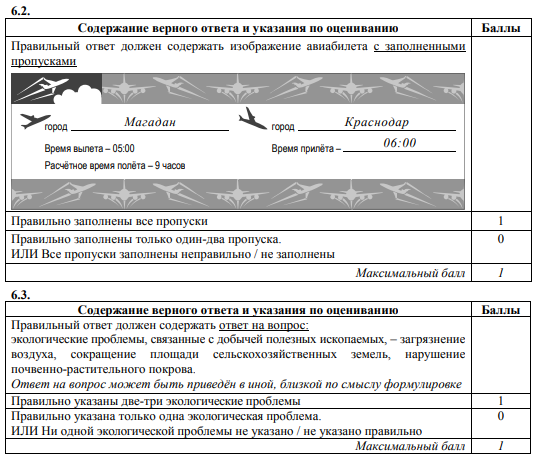 6.2.
Содержание верного ответа и указания по оцениванию Баллы
Правильный ответ должен содержать изображение авиабилета с заполненными
пропусками
город Магадан город Краснодар
Время вылета – 05:00 Время прилёта – 06:00
Расчётное время полёта – 9 часов
Правильно заполнены все пропуски 1
Правильно заполнены только один-два пропуска. 0
ИЛИ Все пропуски заполнены неправильно / не заполнены
Максимальный балл 1
6.3.
Содержание верного ответа и указания по оцениванию Баллы
Правильный ответ должен содержать ответ на вопрос:
экологические проблемы, связанные с добычей полезных ископаемых, – загрязнение
воздуха, сокращение площади сельскохозяйственных земель, нарушение
почвенно-растительного покрова.
Ответ на вопрос может быть приведён в иной, близкой по смыслу формулировке
Правильно указаны две-три экологические проблемы 1
Правильно указана только одна экологическая проблема. 0
ИЛИ Ни одной экологической проблемы не указано / не указано правильно
Максимальный балл 1